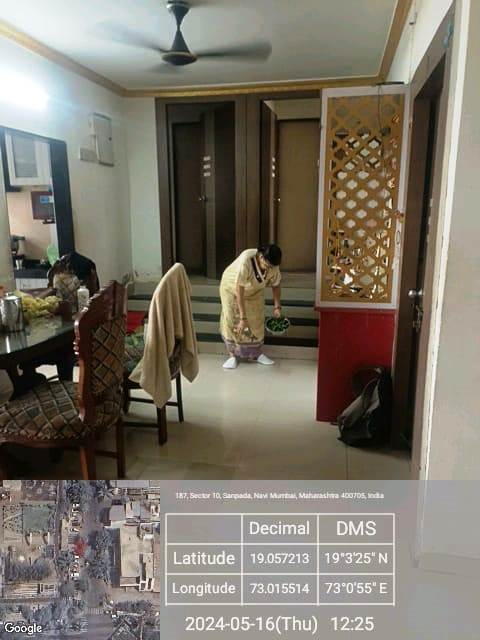 187, Sector 10, Sanpada, Navi Mumbai, Maharashtra 400705, India
Decimal DMS
Latitude 19.057213 19°3'25" N
Longitude 73.015514 73°0'55" E
2024-05-16(Thu) 12:25
Google